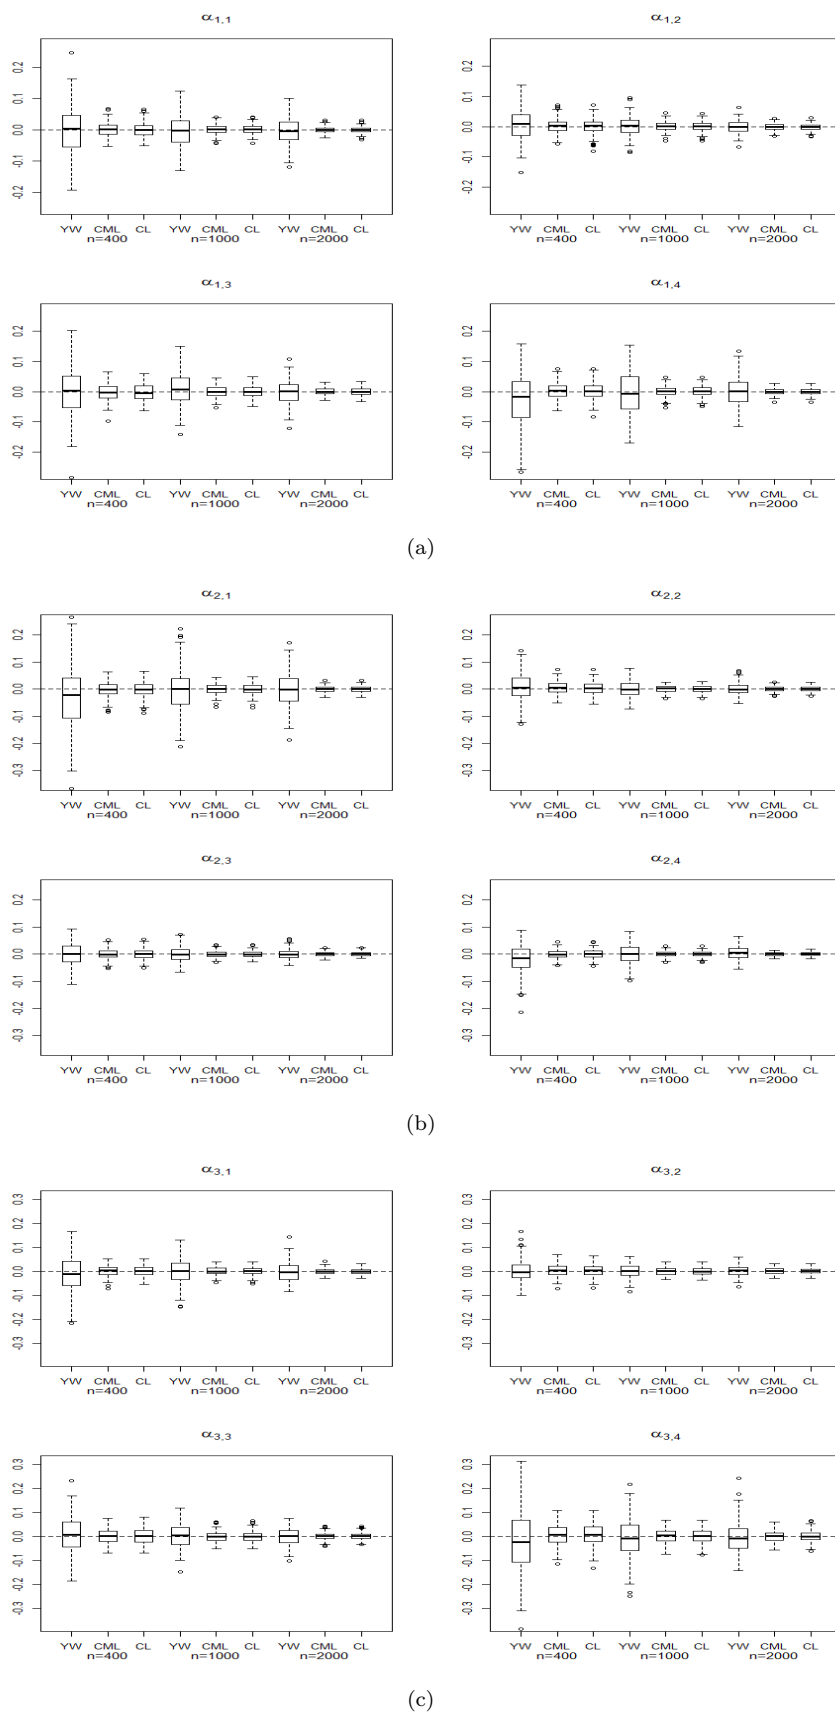 α1,1 α1,2
0.2 0.2
0.1 0.1
0.0 0.0
-0.1 -0.1
-0.2 -0.2
YW CML CL YW CML CL YW CML CL YW CML CL YW CML CL YW CML CL
n=400 n=1000 n=2000 n=400 n=1000 n=2000
α1,3 α1,4
0.2 0.2
0.1 0.1
0.0 0.0
-0.1 -0.1
-0.2 -0.2
YW CML CL YW CML CL YW CML CL YW CML CL YW CML CL YW CML CL
n=400 n=1000 n=2000 n=400 n=1000 n=2000
(a)
α2,1 α2,2
0.2 0.2
0.1 0.1
0.0 0.0
-0.1 -0.1
-0.2 -0.2
-0.3 -0.3
YW CML CL YW CML CL YW CML CL YW CML CL YW CML CL YW CML CL
n=400 n=1000 n=2000 n=400 n=1000 n=2000
α2,3 α2,4
0.2 0.2
0.1 0.1
0.0 0.0
-0.1 -0.1
-0.2 -0.2
-0.3 -0.3
YW CML CL YW CML CL YW CML CL YW CML CL YW CML CL YW CML CL
n=400 n=1000 n=2000 n=400 n=1000 n=2000
(b)
α3,1 α3,2
0.3 0.3
0.2 0.2
0.1 0.1
0.0 0.0
-0.1 -0.1
-0.2 -0.2
-0.3 -0.3
YW CML CL YW CML CL YW CML CL YW CML CL YW CML CL YW CML CL
n=400 n=1000 n=2000 n=400 n=1000 n=2000
α3,3 α3,4
0.3 0.3
0.2 0.2
0.1 0.1
0.0 0.0
-0.1 -0.1
-0.2 -0.2
-0.3 -0.3
YW CML CL YW CML CL YW CML CL YW CML CL YW CML CL YW CML CL
n=400 n=1000 n=2000 n=400 n=1000 n=2000
(c)